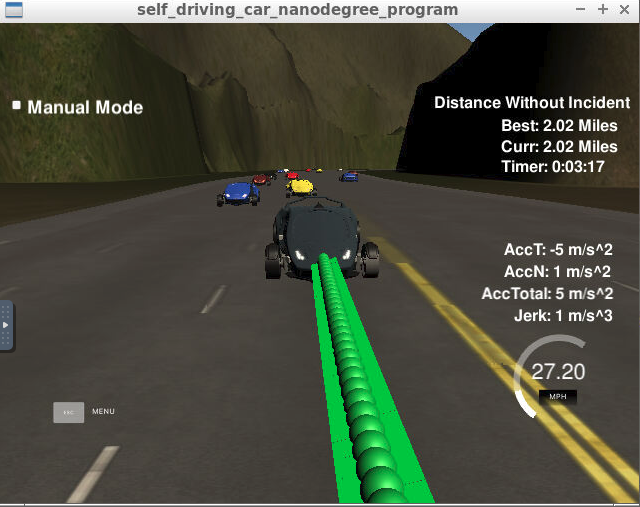 self_driving_car_nanodegree_program
Manual Mode
Distance Without Incident
Best: 2.02 Miles
Curr: 2.02 Miles
Timer: 0:03:17
AccT: -5 m/s^2
AccN: 1 m/s^2
AccTotal: 5 m/s^2
Jerk: 1 m/s^3
27.20
MPH
ESC MENU